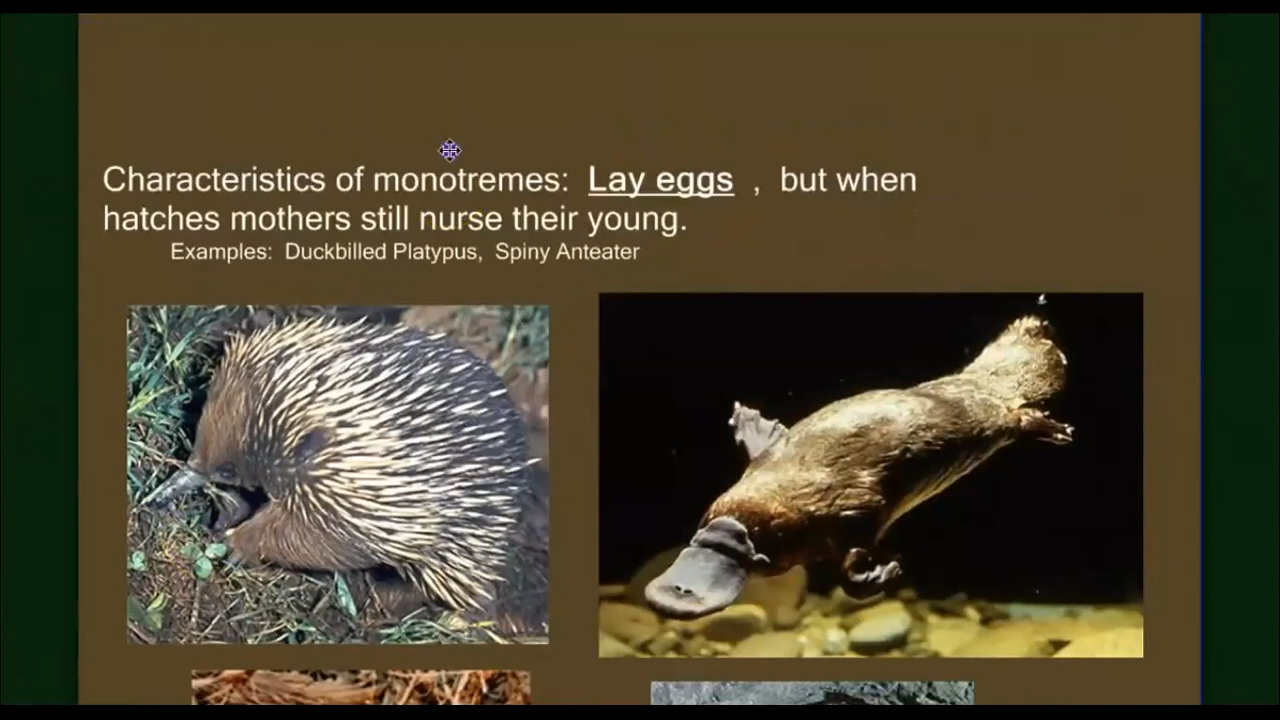 Characteristics of monotremes: Lay eggs , but when
hatches mothers still nurse their young.
Examples: Duckbilled Platypus, Spiny Anteater